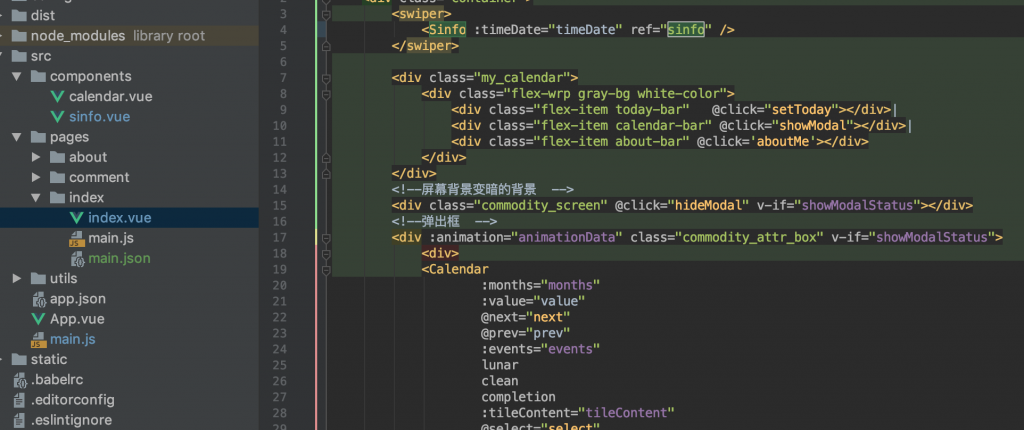 dist
node_modules library root
src
components
calendar.vue
sinfo.vue
pages
about
comment
index
index.vue
main.js
main.json
utils
app.json
App.vue
main.js
static
.babelrc
.editorconfig
.eslintignore
3 <swiper>
4 <Sinfo :timeDate="timeDate" ref="sinfo" />
5 </swiper>
6
7 <div class="my_calendar">
8 <div class="flex-wrp gray-bg white-color">
9 <div class="flex-item today-bar" @click="setToday"></div>|
10 <div class="flex-item calendar-bar" @click="showModal"></div>|
11 <div class="flex-item about-bar" @click='aboutMe'></div>
12 </div>
13 </div>
14 <!--屏幕背景变暗的背景 -->
15 <div class="commodity_screen" @click="hideModal" v-if="showModalStatus"></div>
16 <!--弹出框 -->
17 <div :animation="animationData" class="commodity_attr_box" v-if="showModalStatus">
18 <div>
19 <Calendar
20 :months="months"
21 :value="value"
22 @next="next"
23 @prev="prev"
24 :events="events"
25 lunar
26 clean
27 completion
28 :tileContent="tileContent"
29 @select="select"